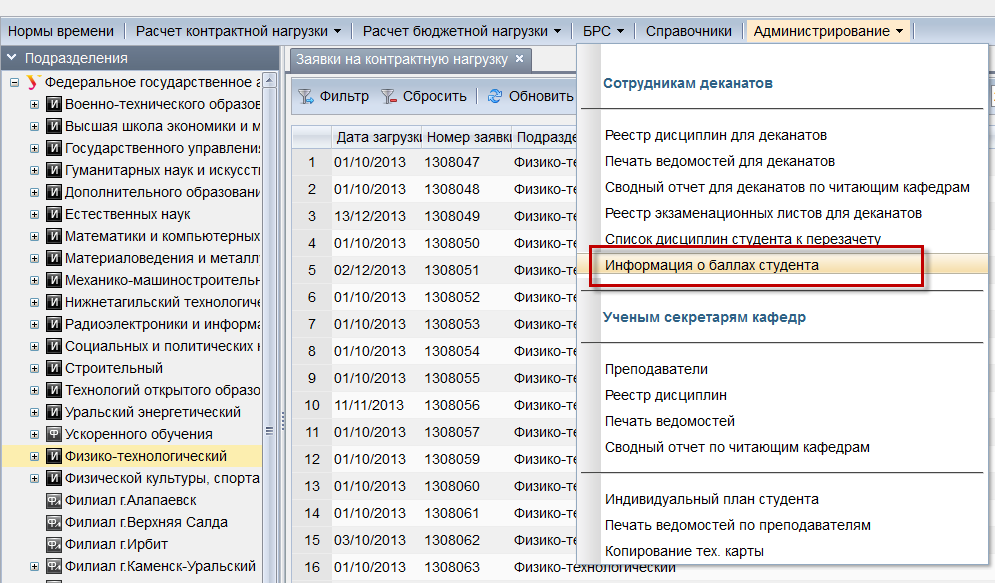 Нормы времени
Расчет контрактной нагрузки
Расчет бюджетной нагрузки
БРС
Справочники
Администрирование
Подразделения
Федеральное государственное а
Военно-технического образов
Высшая школа экономики и м
Государственного управлени
Гуманитарных наук и искусст
Дополнительного образовани
Естественных наук
Математики и компьютерных
Материаловедения и металл
Механико-машиностроитель
Нижнетагильский технологиче
Радиоэлектроники и информа
Социальных и политических н
Строительный
Технологий открытого образо
Уральский энергетический
Ускоренного обучения
Физико-технологический
Физической культуры, спорта
Филиал г.Алапаевск
Филиал г.Верхняя Салда
Филиал г.Ирбит
Филиал г.Каменск-Уральский
Заявки на контрактную нагрузку
Фильтр Сбросить Обновить
Дата загрузки Номер заявки Подразде
1 01/10/2013 1308047 Физико-те
2 01/10/2013 1308048 Физико-те
3 13/12/2013 1308049 Физико-те
4 01/10/2013 1308050 Физико-те
5 02/12/2013 1308051 Физико-те
6 01/10/2013 1308052 Физико-те
7 01/10/2013 1308053 Физико-те
8 01/10/2013 1308054 Физико-те
9 01/10/2013 1308055 Физико-те
10 11/11/2013 1308056 Физико-те
11 01/10/2013 1308057 Физико-те
12 01/10/2013 1308059 Физико-те
13 01/10/2013 1308060 Физико-те
14 01/10/2013 1308061 Физико-те
15 03/10/2013 1308062 Физико-те
16 01/10/2013 1308063 Физико-технологический
Сотрудникам деканатов
Реестр дисциплин для деканатов
Печать ведомостей для деканатов
Сводный отчет для деканатов по читающим кафедрам
Реестр экзаменационных листов для деканатов
Список дисциплин студента к перезачету
Информация о баллах студента
Ученым секретарям кафедр
Преподаватели
Реестр дисциплин
Печать ведомостей
Сводный отчет по читающим кафедрам
Индивидуальный план студента
Печать ведомостей по преподавателям
Копирование тех. карты